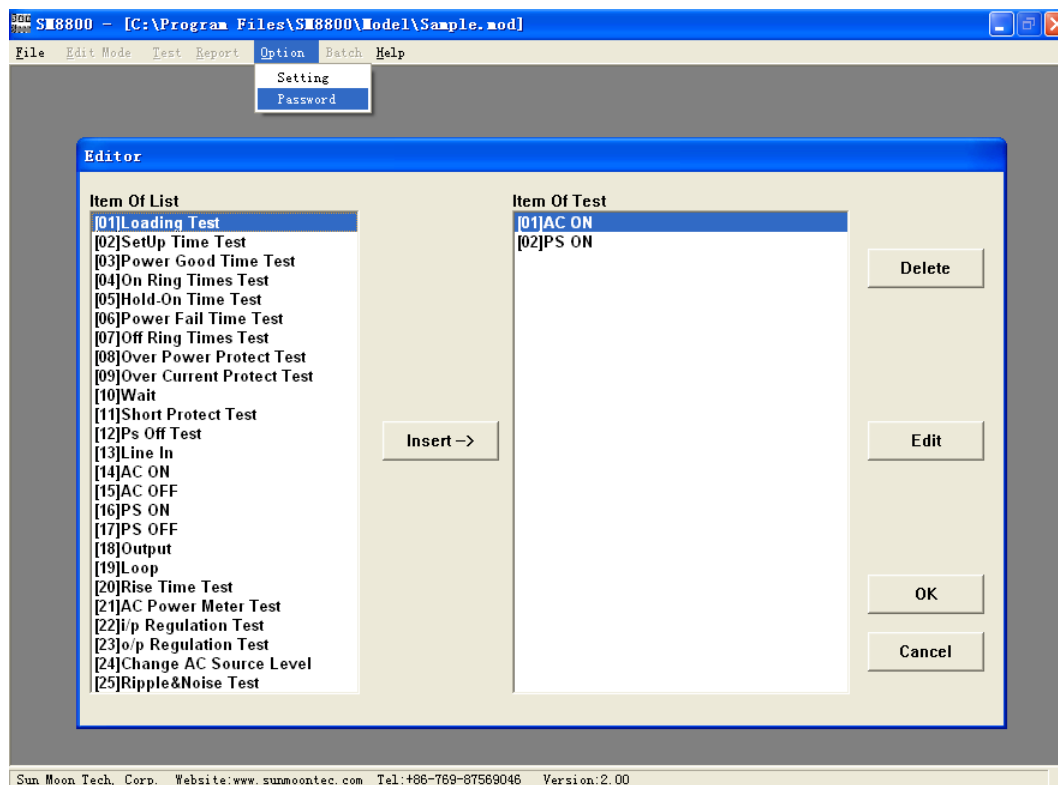 SM8800 - [C:\Program Files\SM8800\Model\Sample.mod]
File Edit Mode Test Report Option Batch Help
Setting
Password
Editor
Item Of List
[01]Loading Test
[02]SetUp Time Test
[03]Power Good Time Test
[04]On Ring Times Test
[05]Hold-On Time Test
[06]Power Fail Time Test
[07]Off Ring Times Test
[08]Over Power Protect Test
[09]Over Current Protect Test
[10]Wait
[11]Short Protect Test
[12]Ps Off Test
[13]Line In
[14]AC ON
[15]AC OFF
[16]PS ON
[17]PS OFF
[18]Output
[19]Loop
[20]Rise Time Test
[21]AC Power Meter Test
[22]i/p Regulation Test
[23]o/p Regulation Test
[24]Change AC Source Level
[25]Ripple&Noise Test
Insert -->
Item Of Test
[01]AC ON
[02]PS ON
Delete
Edit
OK
Cancel
Sun Moon Tech, Corp. Website:www.sunmoontec.com Tel:+86-769-87569046 Version:2.00